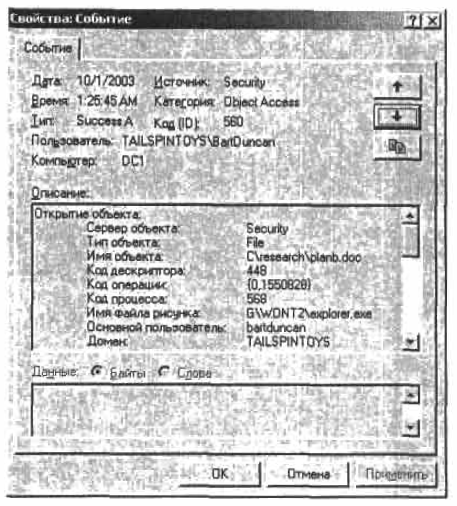 Свойства: Событие
Событие
Дата: 10/1/2003 Источник: Security
Время: 1:25:45 AM Категория: Object Access
Тип: Success A Код (ID): 560
Пользователь: TAILSPINTOYS\BartDuncan
Компьютер: DC1
Описание:
Открытие объекта:
Сервер объекта: Security
Тип объекта: File
Имя объекта: C\research\planb.doc
Код дескриптора: 448
Код операции: {0,1550828}
Код процесса: 568
Имя файла рисунка: G\WDNT2\explorer.exe
Основной пользователь: bartduncan
Домен: TAILSPINTOYS
Данные: Байты Слова
OK Отмена Применить